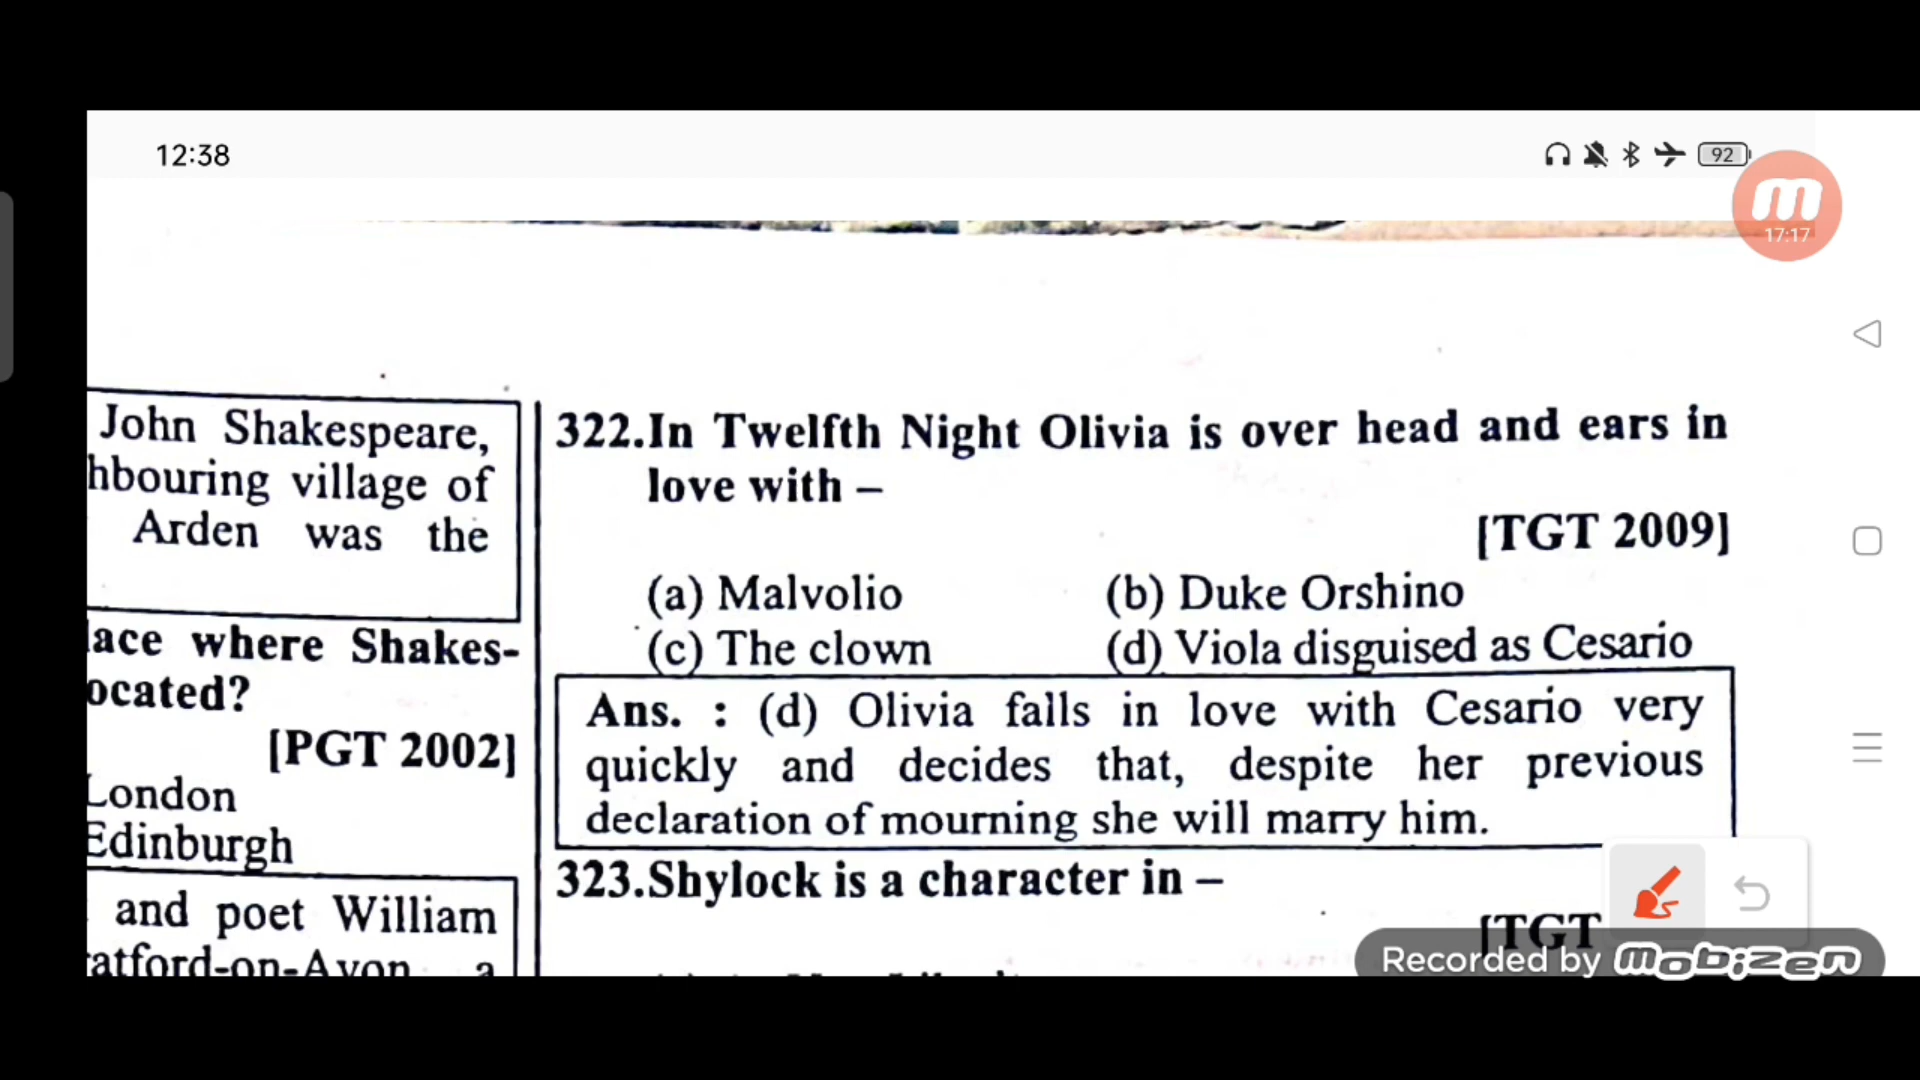 12:38
92
17:17
John Shakespeare,
hbouring village of
Arden was the
lace where Shakes-
ocated?
[PGT 2002]
London
Edinburgh
and poet William
atford-on-Avon, a
322.In Twelfth Night Olivia is over head and ears in
love with –
[TGT 2009]
(a) Malvolio (b) Duke Orshino
(c) The clown (d) Viola disguised as Cesario
Ans. : (d) Olivia falls in love with Cesario very
quickly and decides that, despite her previous
declaration of mourning she will marry him.
323.Shylock is a character in –
[TGT
Recorded by mobizen